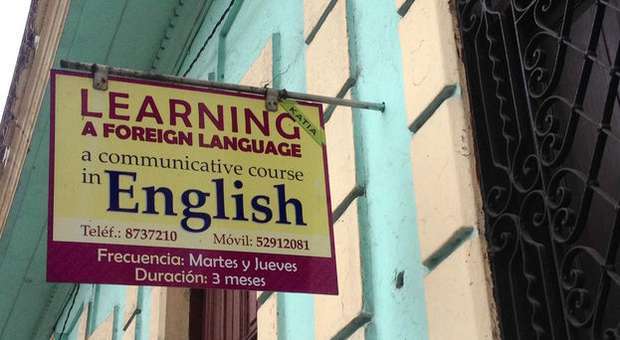 LEARNING
KATIA
A FOREIGN LANGUAGE
a communicative course
in English
Teléf.: 8737210 Móvil: 52912081
Frecuencia: Martes y Jueves
Duración: 3 meses